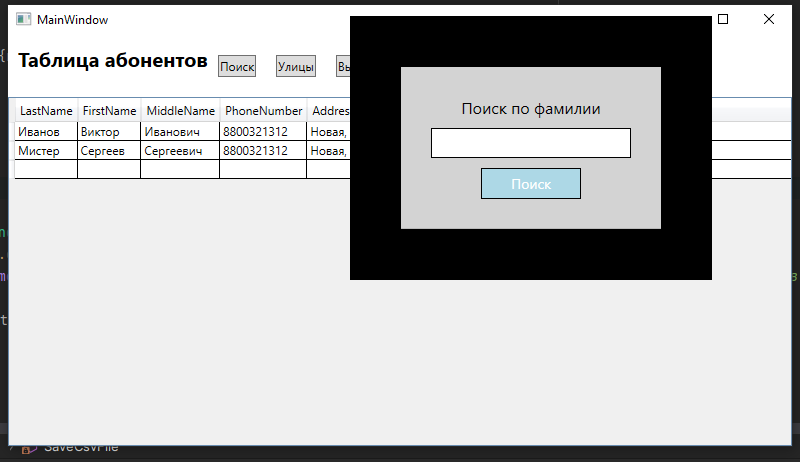 MainWindow
Таблица абонентов Поиск Улицы
LastName FirstName MiddleName PhoneNumber
Иванов Виктор Иванович 8800321312 Новая,
Мистер Сергеев Сергеевич 8800321312 Новая,
Поиск по фамилии
Поиск
SaveCsvFile